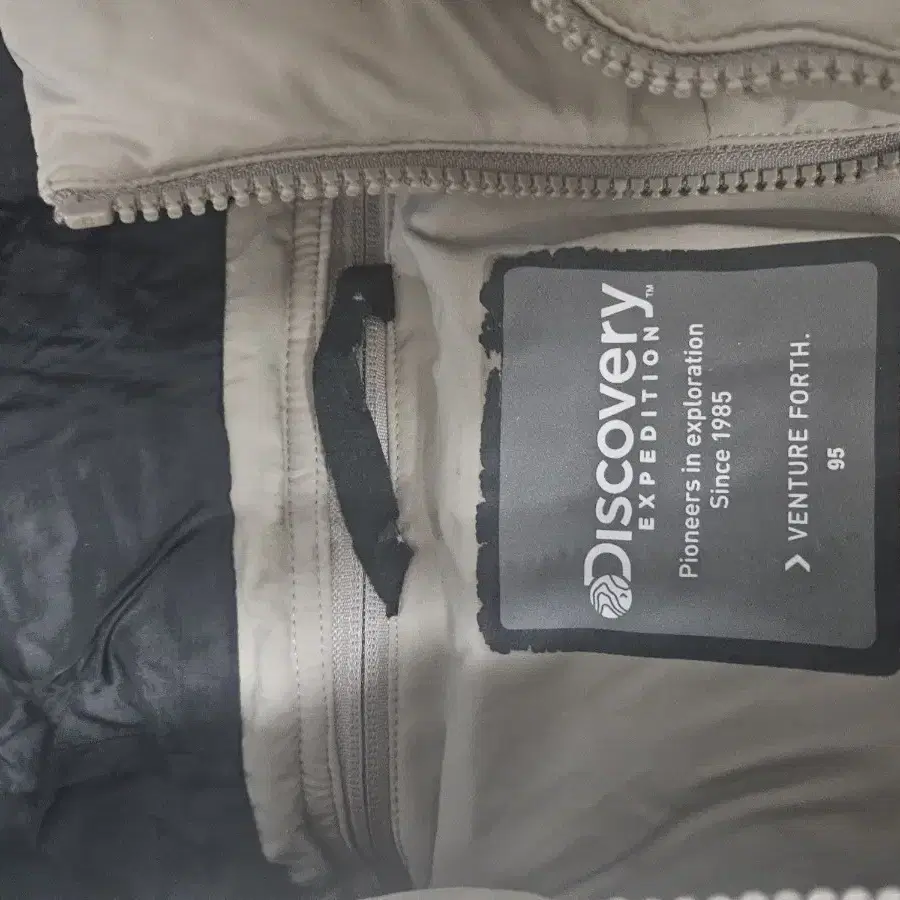 Discovery™
EXPEDITION
Pioneers in exploration
Since 1985
VENTURE FORTH.
95